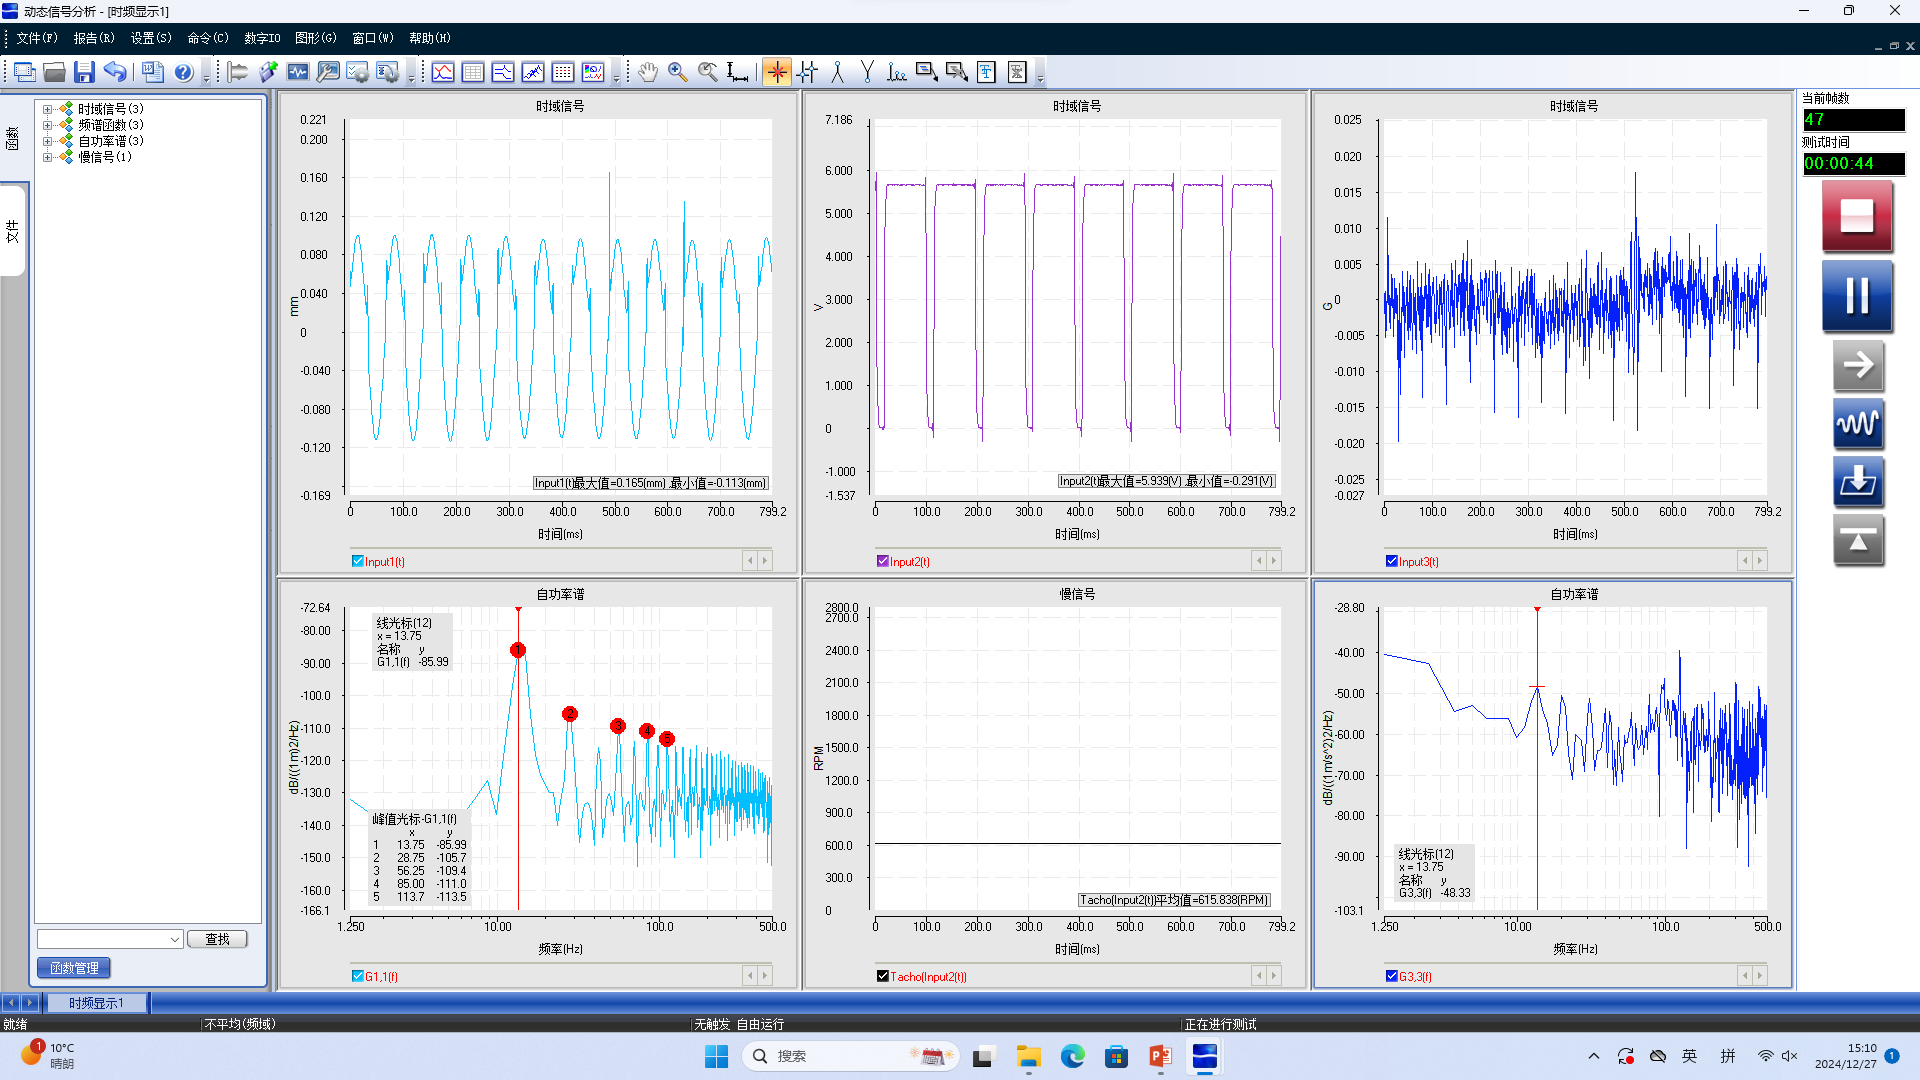 动态信号分析 - [时频显示1]
文件(F) 报告(R) 设置(S) 命令(C) 数字IO 图形(G) 窗口(W) 帮助(H)
函数
文件
时域信号(3)
频谱函数(3)
自功率谱(3)
慢信号(1)
查找
函数管理
时域信号
0.221
0.200
0.160
0.120
0.080
0.040
0
-0.040
-0.080
-0.120
-0.169
mm
Input1(t)最大值=0.165(mm) ,最小值=-0.113(mm)
0 100.0 200.0 300.0 400.0 500.0 600.0 700.0 799.2
时间(ms)
Input1(t)
时域信号
7.186
6.000
5.000
4.000
3.000
2.000
1.000
0
-1.000
-1.537
V
Input2(t)最大值=5.939(V) ,最小值=-0.291(V)
0 100.0 200.0 300.0 400.0 500.0 600.0 700.0 799.2
时间(ms)
Input2(t)
时域信号
0.025
0.020
0.015
0.010
0.005
0
-0.005
-0.010
-0.015
-0.020
-0.025
-0.027
G
0 100.0 200.0 300.0 400.0 500.0 600.0 700.0 799.2
时间(ms)
Input3(t)
当前帧数
47
测试时间
00:00:44
自功率谱
-72.64
-80.00
-90.00
-100.0
-110.0
-120.0
-130.0
-140.0
-150.0
-160.0
-166.1
dB/((1m)2/Hz)
线光标(12)
x = 13.75
名称 y
G1,1(f) -85.99
1
2
3
4
5
峰值光标-G1,1(f)
x y
1 13.75 -85.99
2 28.75 -105.7
3 56.25 -109.4
4 85.00 -111.0
5 113.7 -113.5
1.250 10.00 100.0 500.0
频率(Hz)
G1,1(f)
慢信号
2800.0
2700.0
2400.0
2100.0
1800.0
1500.0
1200.0
900.0
600.0
300.0
0
RPM
Tacho(Input2(t))平均值=615.838(RPM)
0 100.0 200.0 300.0 400.0 500.0 600.0 700.0 799.2
时间(ms)
Tacho(Input2(t))
自功率谱
-28.80
-40.00
-50.00
-60.00
-70.00
-80.00
-90.00
-103.1
dB/((1m/s^2)2/Hz)
线光标(12)
x = 13.75
名称 y
G3,3(f) -48.33
1.250 10.00 100.0 500.0
频率(Hz)
G3,3(f)
时频显示1
就绪 不平均(频域) 无触发 自由运行 正在进行测试
1
10°C
晴朗
搜索
英 拼
15:10
2024/12/27
1